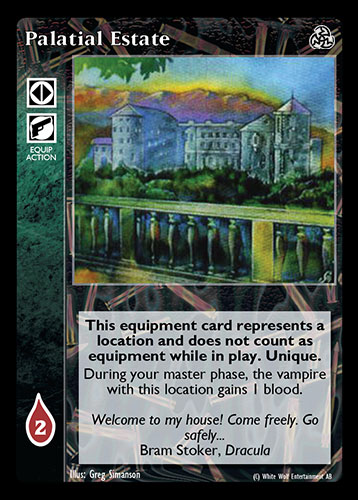 Palatial Estate
EQUIP
ACTION
This equipment card represents a
location and does not count as
equipment while in play. Unique.
During your master phase, the vampire
with this location gains 1 blood.
Welcome to my house! Come freely. Go
safely...
Bram Stoker, Dracula
2
Illus: Greg Simanson
(C) White Wolf Entertainment AB